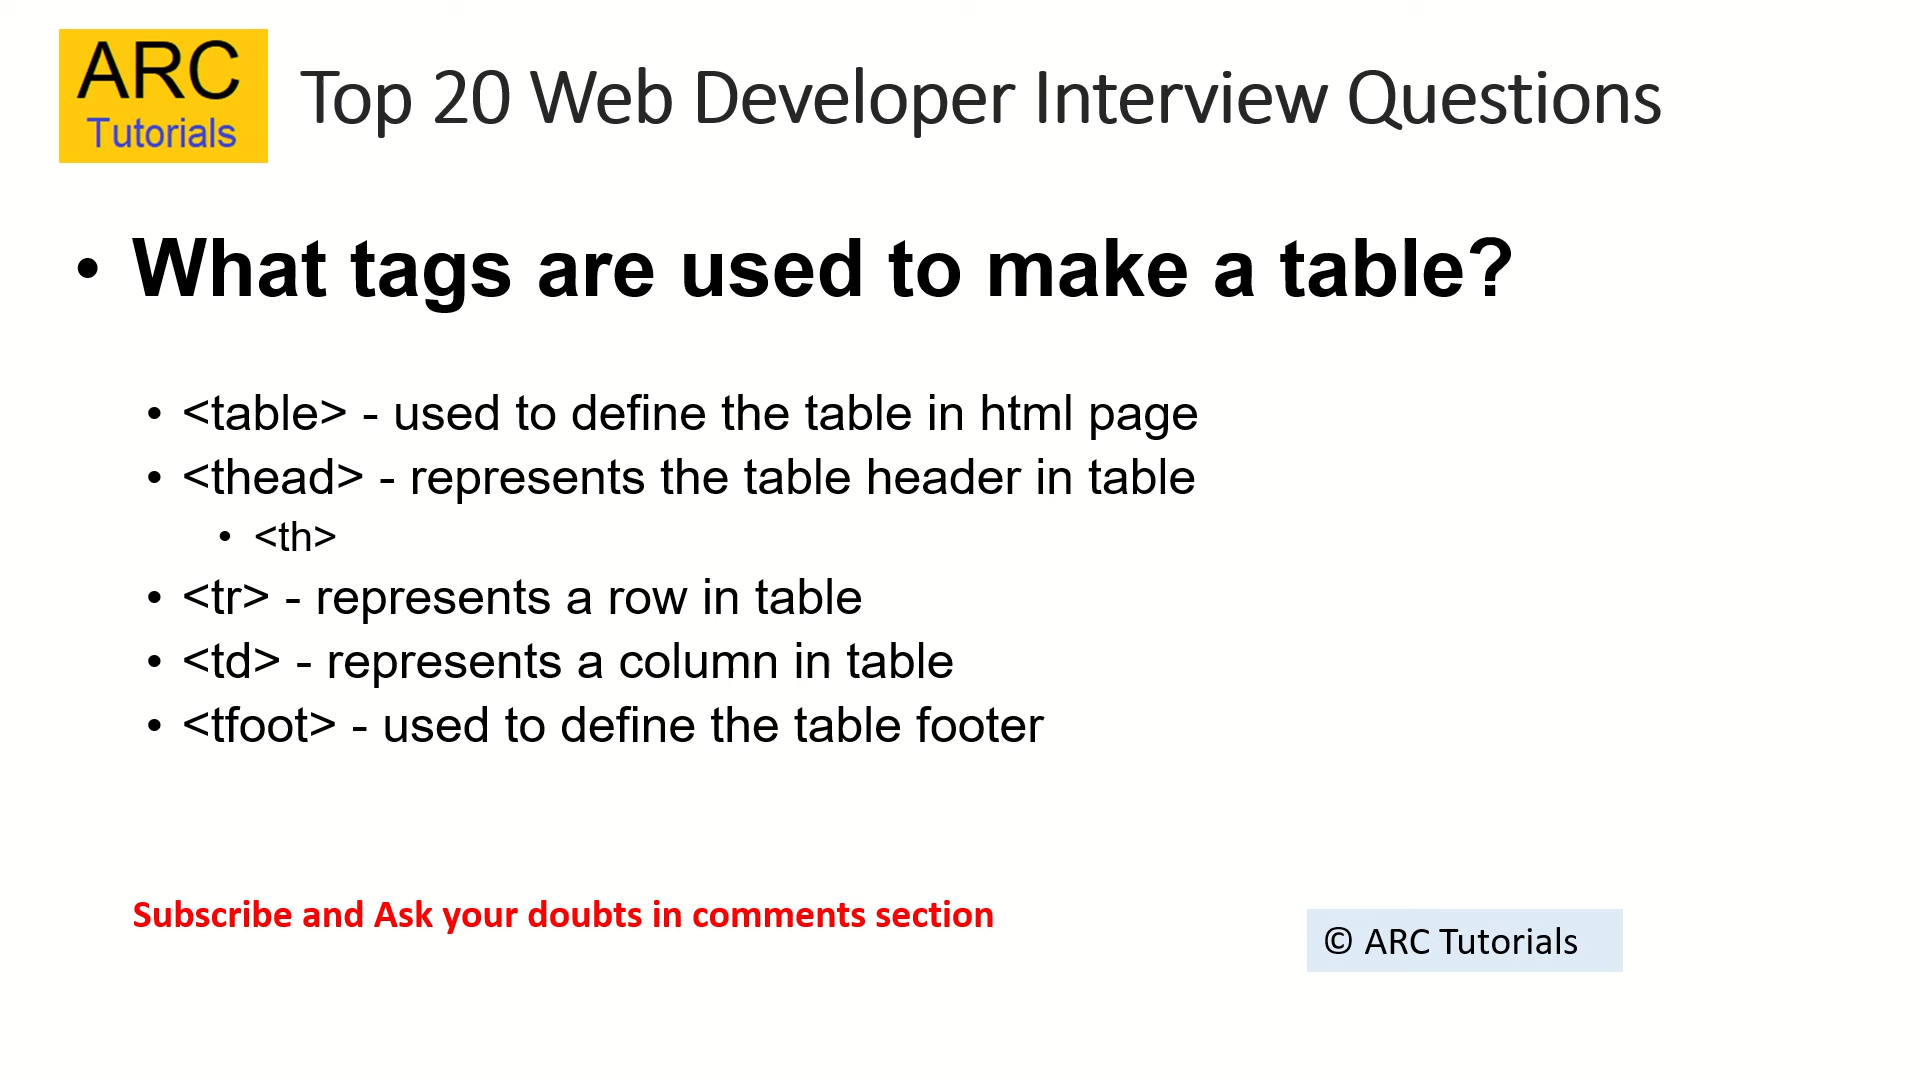 ARC
Tutorials
Top 20 Web Developer Interview Questions
• What tags are used to make a table?
• <table> - used to define the table in html page
• <thead> - represents the table header in table
• <th>
• <tr> - represents a row in table
• <td> - represents a column in table
• <tfoot> - used to define the table footer
Subscribe and Ask your doubts in comments section
© ARC Tutorials